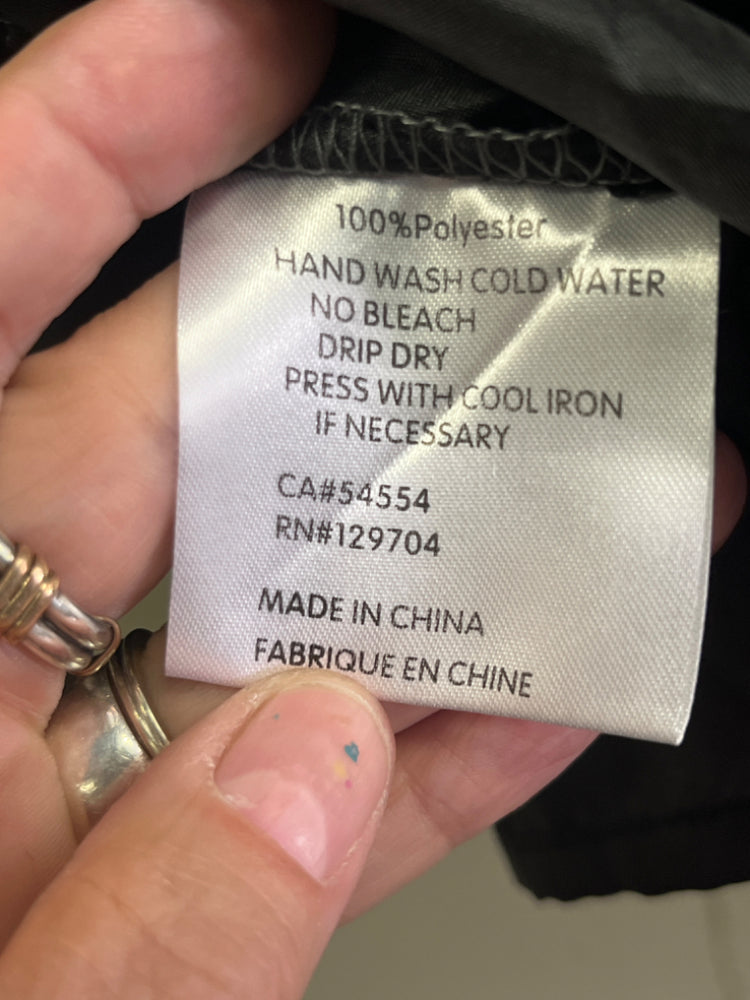 100%Polyester
HAND WASH COLD WATER
NO BLEACH
DRIP DRY
PRESS WITH COOL IRON
IF NECESSARY
CA#54554
RN#129704
MADE IN CHINA
FABRIQUE EN CHINE